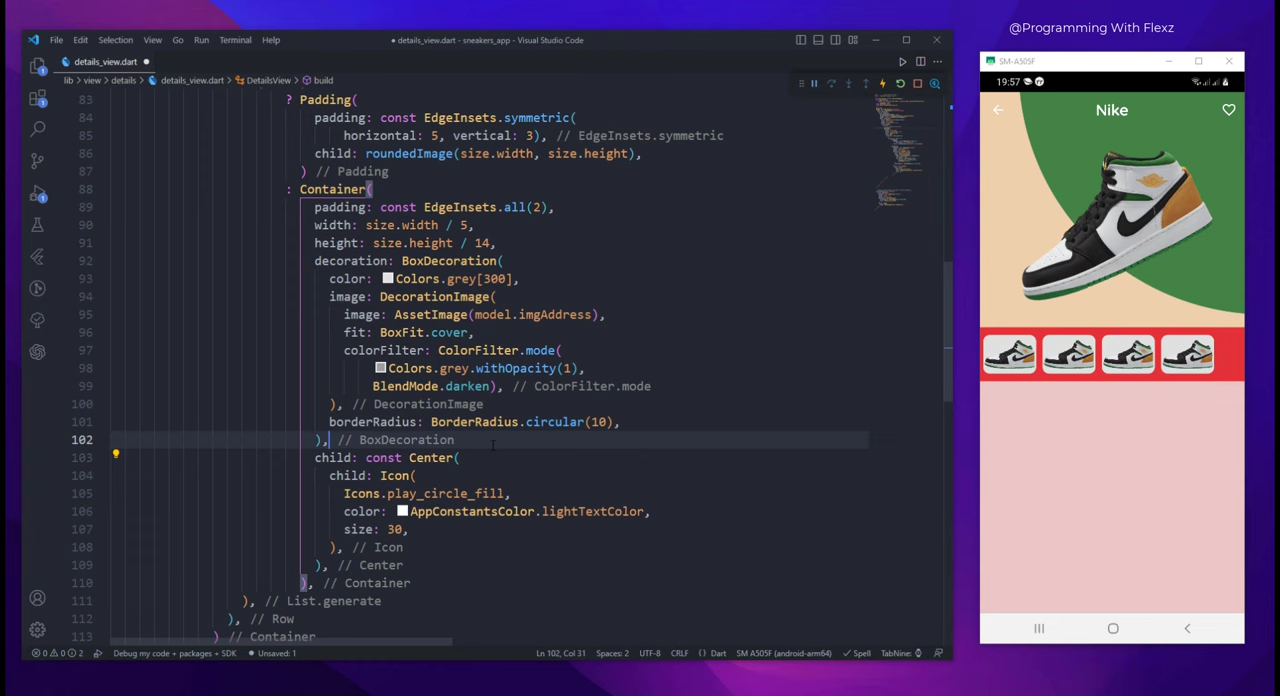 @Programming With Flexz
File Edit Selection View Go Run Terminal Help
● details_view.dart - sneakers_app - Visual Studio Code
details_view.dart ●
lib > view > details > details_view.dart > DetailsView > build
83 ? Padding(
84 padding: const EdgeInsets.symmetric(
85 horizontal: 5, vertical: 3), // EdgeInsets.symmetric
86 child: roundedImage(size.width, size.height),
87 ) // Padding
88 : Container(
89 padding: const EdgeInsets.all(2),
90 width: size.width / 5,
91 height: size.height / 14,
92 decoration: BoxDecoration(
93 color: Colors.grey[300],
94 image: DecorationImage(
95 image: AssetImage(model.imgAddress),
96 fit: BoxFit.cover,
97 colorFilter: ColorFilter.mode(
98 Colors.grey.withOpacity(1),
99 BlendMode.darken), // ColorFilter.mode
100 ), // DecorationImage
101 borderRadius: BorderRadius.circular(10),
102 ), // BoxDecoration
103 child: const Center(
104 child: Icon(
105 Icons.play_circle_fill,
106 color: AppConstantsColor.lightTextColor,
107 size: 30,
108 ), // Icon
109 ), // Center
110 ), // Container
111 ), // List.generate
112 ), // Row
113 ) // Container
0 0 2 Debug my code + packages + SDK Unsaved: 1 Ln 102, Col 31 Spaces: 2 UTF-8 CRLF {} Dart SM A505F (android-arm64) Spell TabNine:
SM-A505F
19:57
Nike